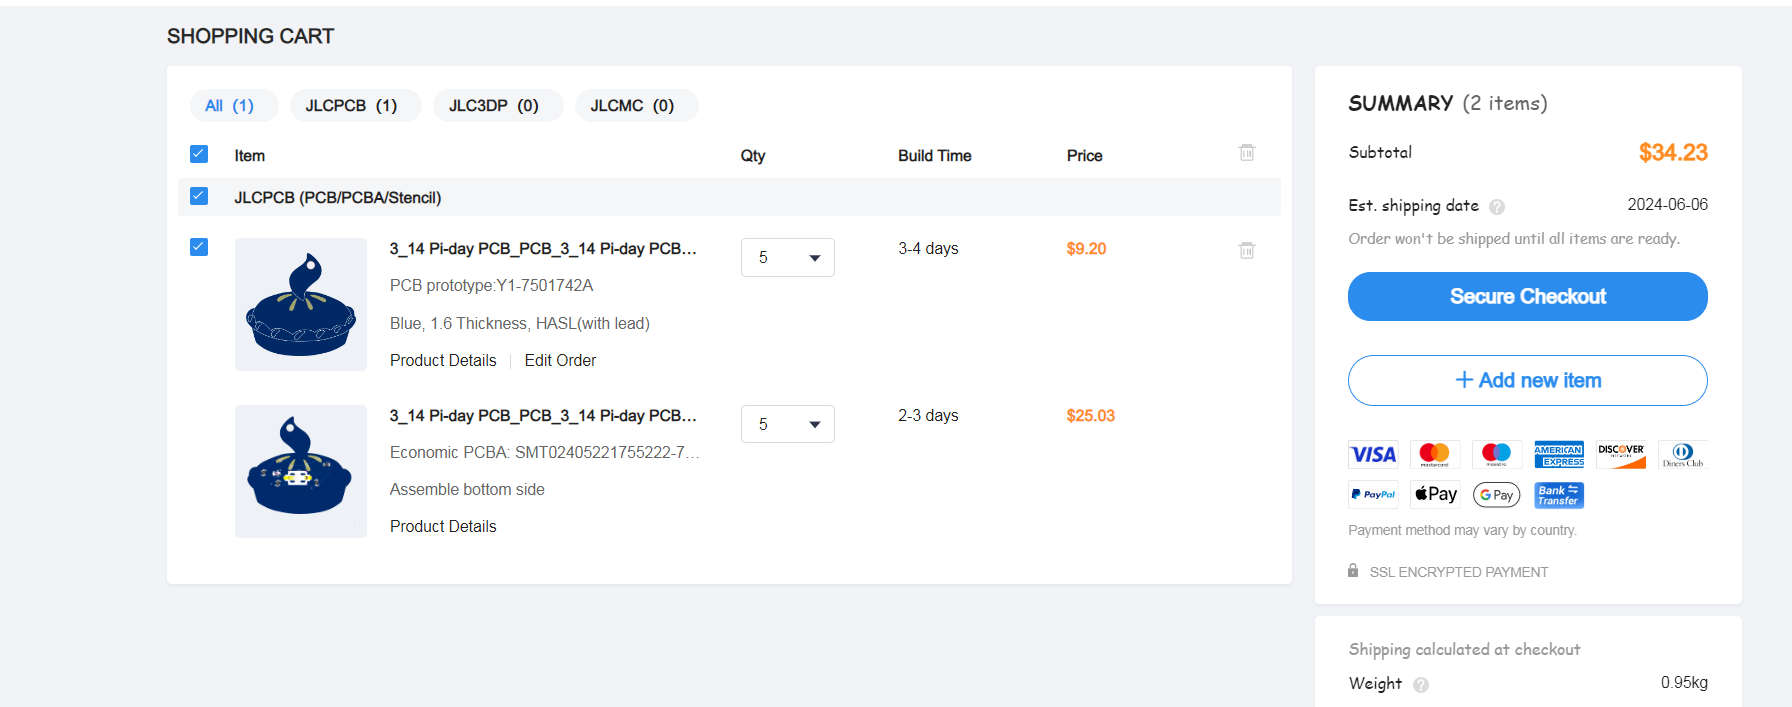 SHOPPING CART
All (1) JLCPCB (1) JLC3DP (0) JLCMC (0)
Item Qty Build Time Price
JLCPCB (PCB/PCBA/Stencil)
3_14 Pi-day PCB_PCB_3_14 Pi-day PCB... 5 3-4 days $9.20
PCB prototype:Y1-7501742A
Blue, 1.6 Thickness, HASL(with lead)
Product Details Edit Order
3_14 Pi-day PCB_PCB_3_14 Pi-day PCB... 5 2-3 days $25.03
Economic PCBA: SMT02405221755222-7...
Assemble bottom side
Product Details
SUMMARY (2 items)
Subtotal $34.23
Est. shipping date ? 2024-06-06
Order won't be shipped until all items are ready.
Secure Checkout
+ Add new item
VISA mastercard maestro AMERICAN EXPRESS DISCOVER NETWORK Diners Club
PayPal Pay G Pay Bank Transfer
Payment method may vary by country.
SSL ENCRYPTED PAYMENT
Shipping calculated at checkout
Weight ? 0.95kg